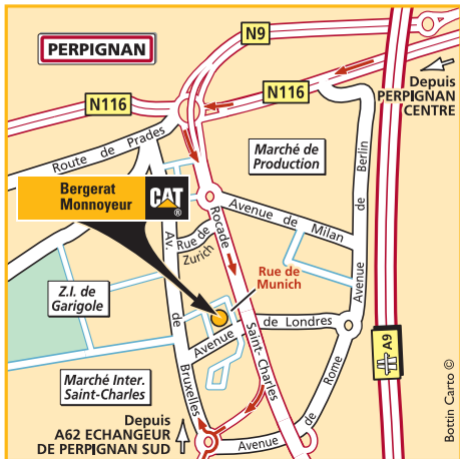 PERPIGNAN
N9
Depuis
PERPIGNAN
CENTRE
N116
N116
Route de Prades
Marché de
Production
Avenue de Berlin
Bergerat
Monnoyeur
CAT
®
Rocade Saint-Charles
Avenue de Milan
Rue de
Zurich
Av. de Bruxelles
Rue de
Munich
Z.I. de
Garigole
Avenue de Londres
A9
Marché Inter.
Saint-Charles
Depuis
A62 ECHANGEUR
DE PERPIGNAN SUD
Avenue de Rome
Bottin Carto ©